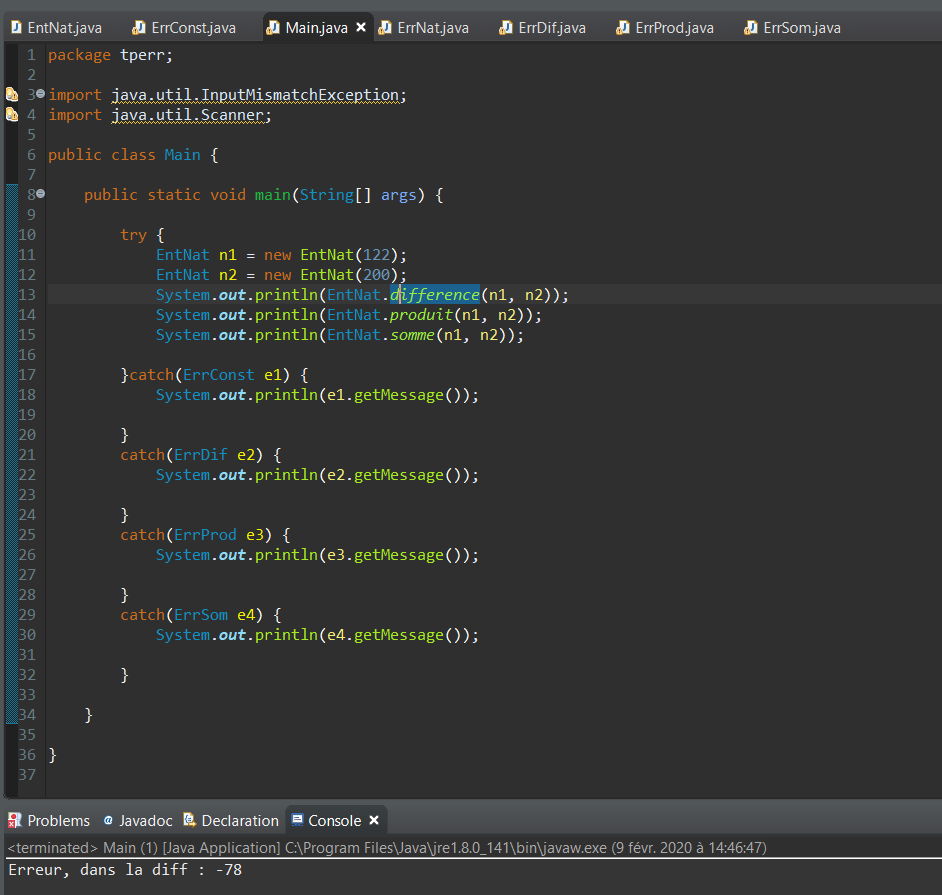 EntNat.java ErrConst.java Main.java ErrNat.java ErrDif.java ErrProd.java ErrSom.java
1 package tperr;
2
3 import java.util.InputMismatchException;
4 import java.util.Scanner;
5
6 public class Main {
7
8 public static void main(String[] args) {
9
10 try {
11 EntNat n1 = new EntNat(122);
12 EntNat n2 = new EntNat(200);
13 System.out.println(EntNat.difference(n1, n2));
14 System.out.println(EntNat.produit(n1, n2));
15 System.out.println(EntNat.somme(n1, n2));
16
17 }catch(ErrConst e1) {
18 System.out.println(e1.getMessage());
19
20 }
21 catch(ErrDif e2) {
22 System.out.println(e2.getMessage());
23
24 }
25 catch(ErrProd e3) {
26 System.out.println(e3.getMessage());
27
28 }
29 catch(ErrSom e4) {
30 System.out.println(e4.getMessage());
31
32 }
33
34 }
35
36 }
37
Problems Javadoc Declaration Console
<terminated> Main (1) [Java Application] C:\Program Files\Java\jre1.8.0_141\bin\javaw.exe (9 févr. 2020 à 14:46:47)
Erreur, dans la diff : -78